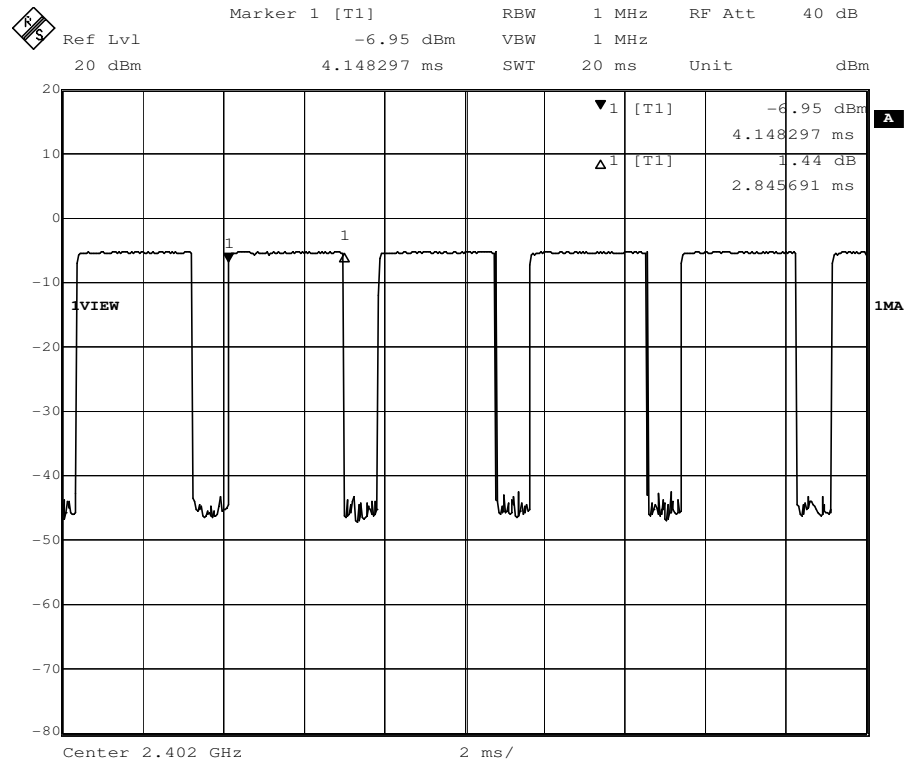 R
S
Marker 1 [T1] RBW 1 MHz RF Att 40 dB
Ref Lvl -6.95 dBm VBW 1 MHz
20 dBm 4.148297 ms SWT 20 ms Unit dBm
20
▼1 [T1] -6.95 dBm
A
4.148297 ms
10
△1 [T1] 1.44 dB
2.845691 ms
0
1 1
-10
1VIEW 1MA
-20
-30
-40
-50
-60
-70
-80
Center 2.402 GHz 2 ms/